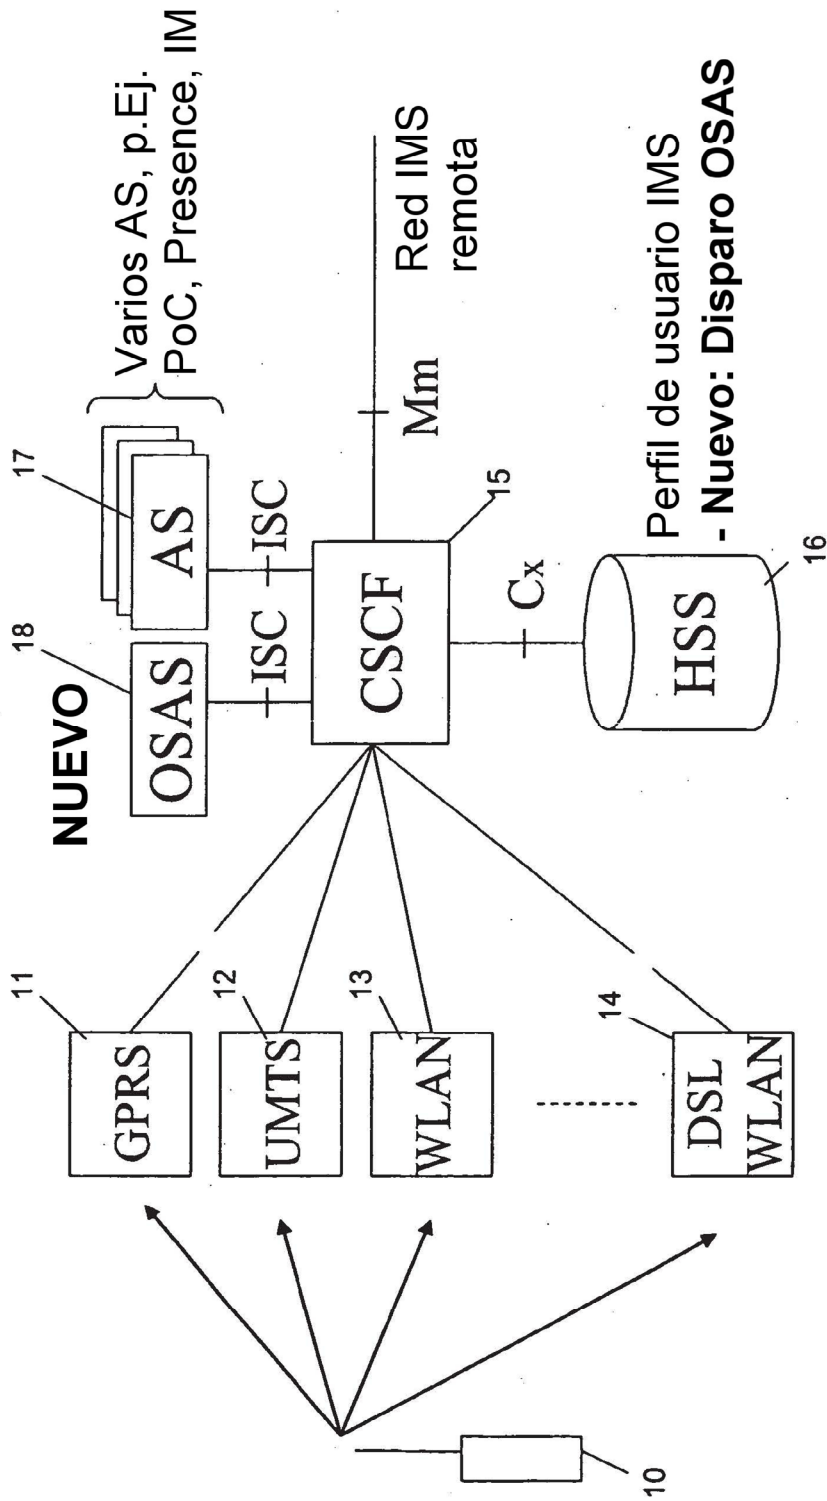 NUEVO
Varios AS, p.Ej.
PoC, Presence, IM
18
17
OSAS
AS
ISC
ISC
11
GPRS
12
UMTS
13
WLAN
14
DSL
WLAN
CSCF
15
Mm
Red IMS
remota
Cx
HSS
16
Perfil de usuario IMS
- Nuevo: Disparo OSAS
10